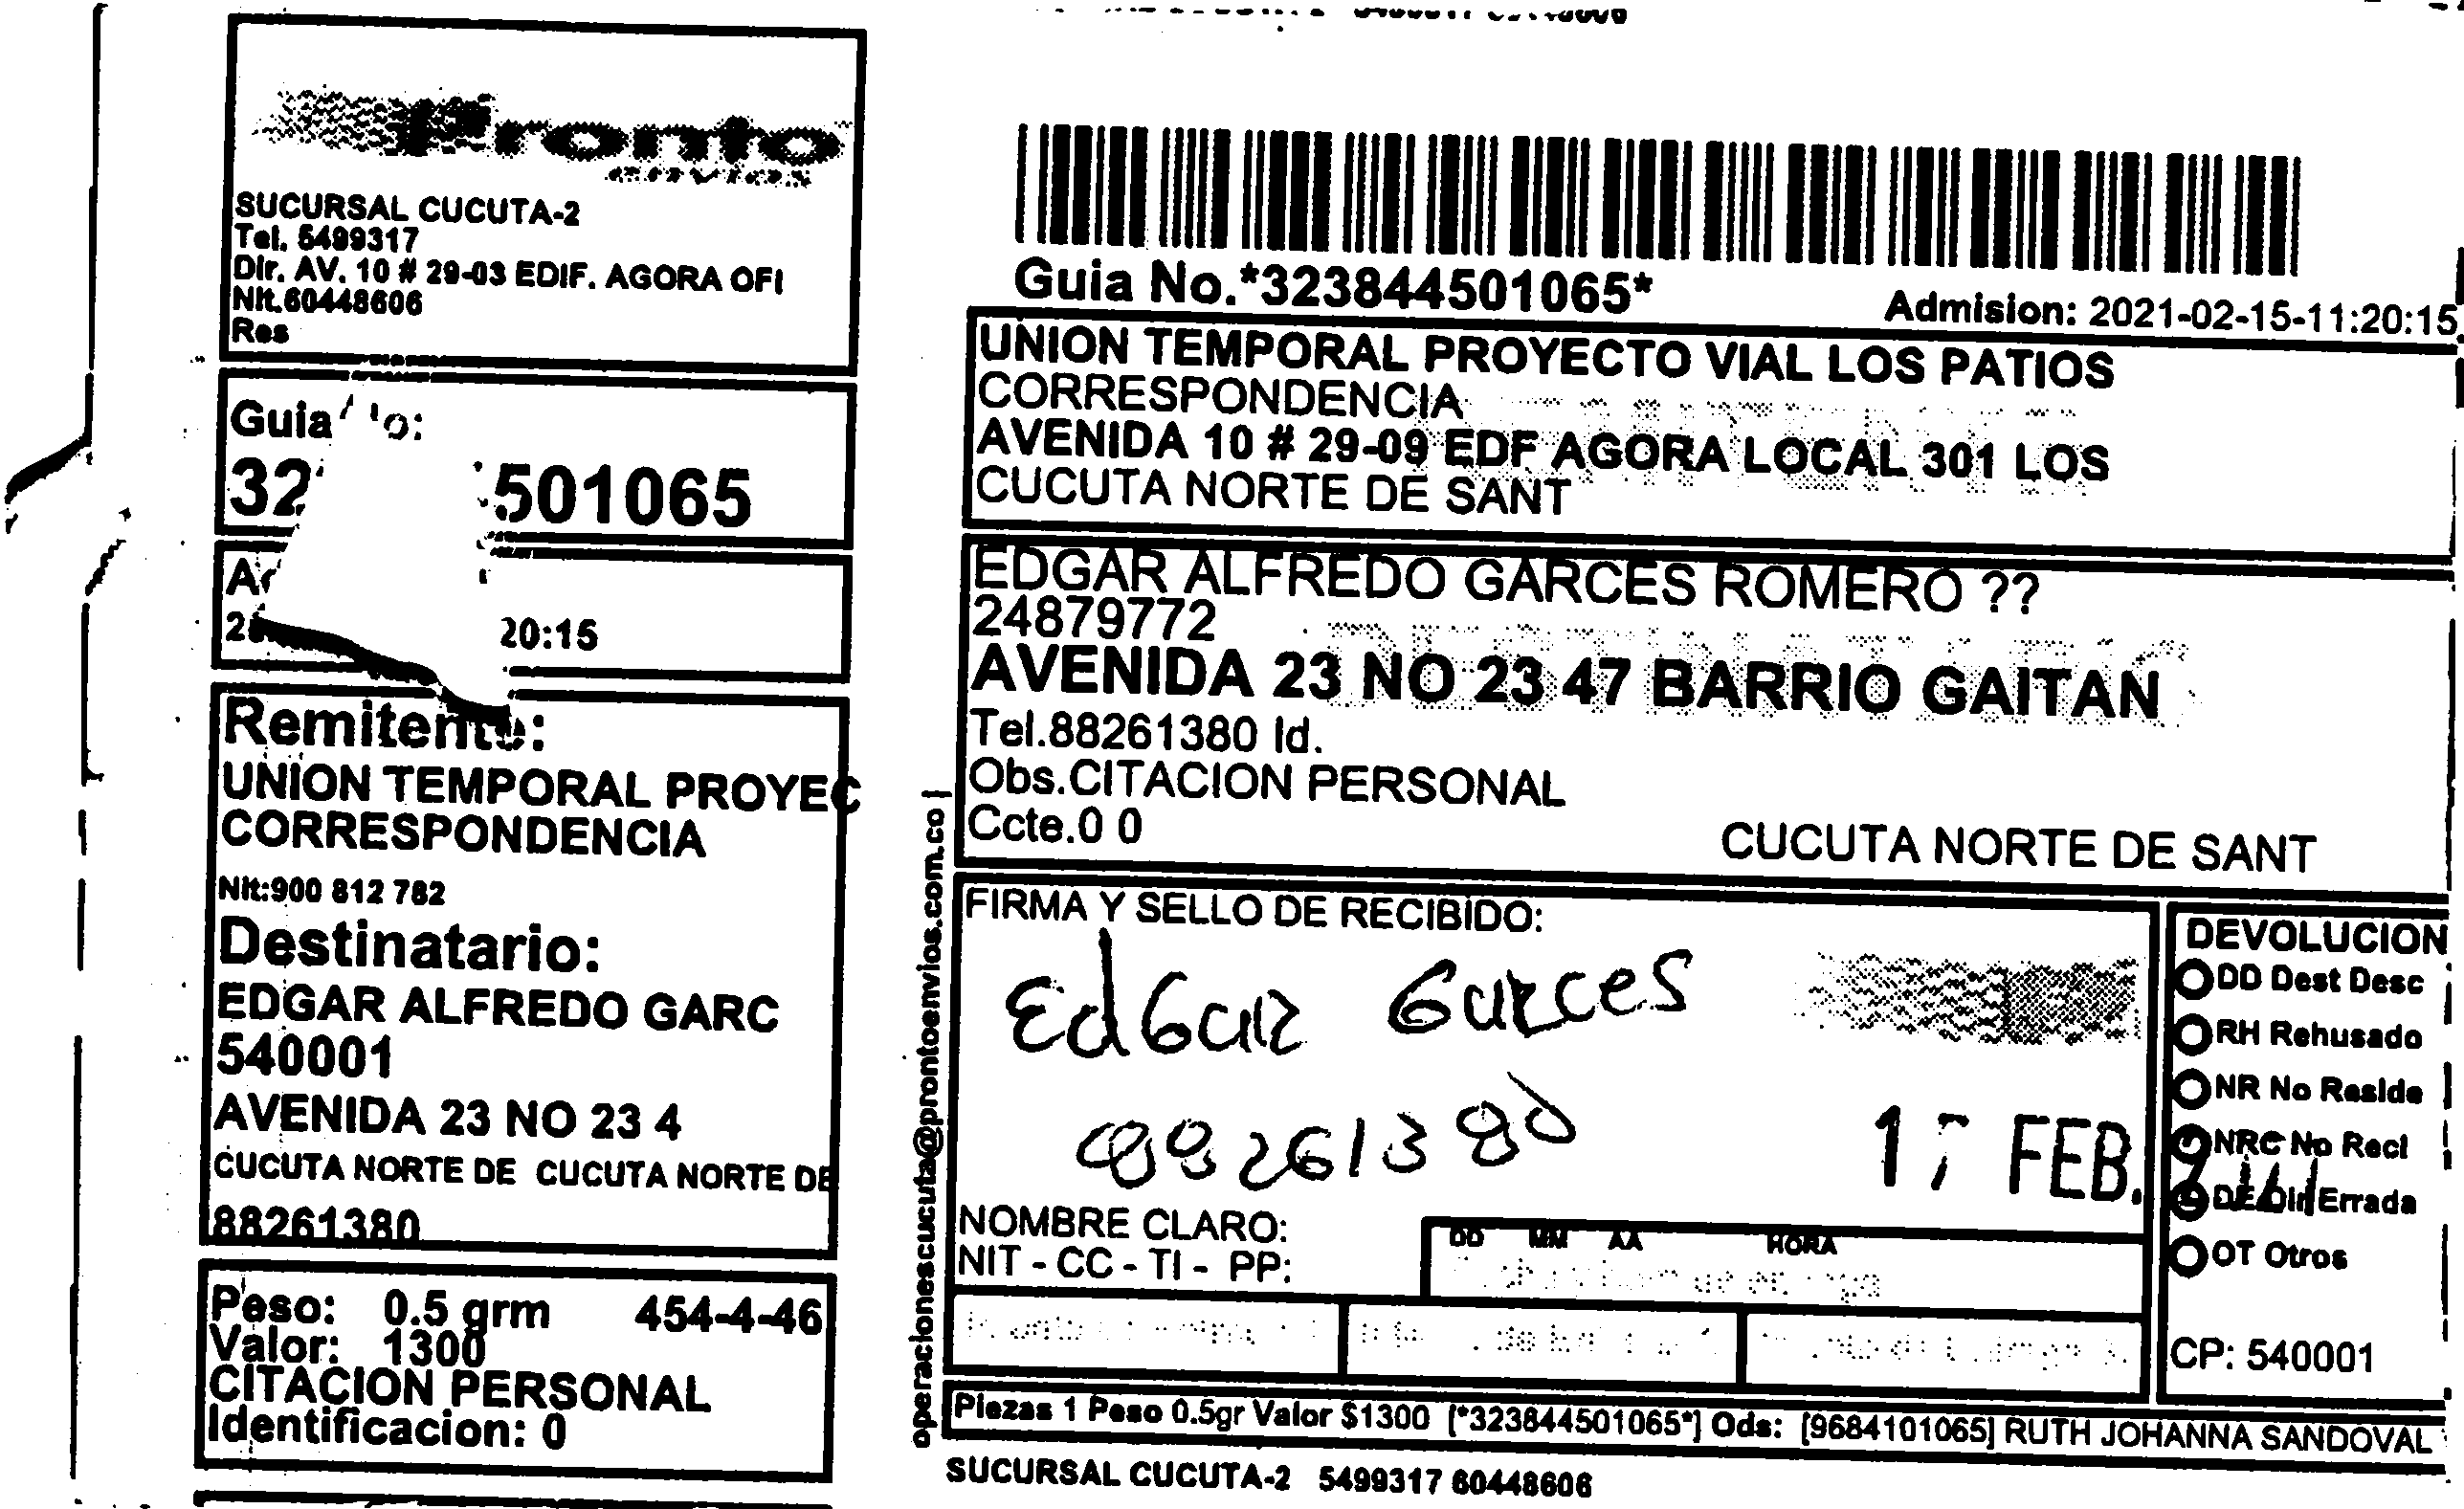 Pronto
envios
SUCURSAL CUCUTA-2
Tel. 5499317
Dir. AV. 10 # 29-03 EDIF. AGORA OFI
Nit.60448606
Res
Guia
32 501065
20:15
Remitente:
UNION TEMPORAL PROYEC
CORRESPONDENCIA
Nit:900 812 782
Destinatario:
EDGAR ALFREDO GARC
540001
AVENIDA 23 NO 23 4
CUCUTA NORTE DE CUCUTA NORTE DE
88261380
Peso: 0.5 grm 454-4-46
Valor: 1300
CITACION PERSONAL
Identificacion: 0
Guia No.*323844501065*
Admision: 2021-02-15-11:20:15
UNION TEMPORAL PROYECTO VIAL LOS PATIOS
CORRESPONDENCIA
AVENIDA 10 # 29-09 EDF AGORA LOCAL 301 LOS
CUCUTA NORTE DE SANT
EDGAR ALFREDO GARCES ROMERO ??
24879772
AVENIDA 23 NO 23 47 BARRIO GAITAN
Tel.88261380 Id.
Obs.CITACION PERSONAL
Ccte.0 0
CUCUTA NORTE DE SANT
operacionescucuta@prontoenvios.com.co |
FIRMA Y SELLO DE RECIBIDO:
EdGar Garces
88261380
17 FEB.
NOMBRE CLARO:
NIT - CC - TI - PP:
DD MM AA HORA
DEVOLUCION
DD Dest Desc
RH Rehusado
NR No Reside
NRC No Recl
DE Dir Errada
OT Otros
CP: 540001
Piezas 1 Peso 0.5gr Valor $1300 [*323844501065*] Ods: [9684101065] RUTH JOHANNA SANDOVAL
SUCURSAL CUCUTA-2 5499317 60448606